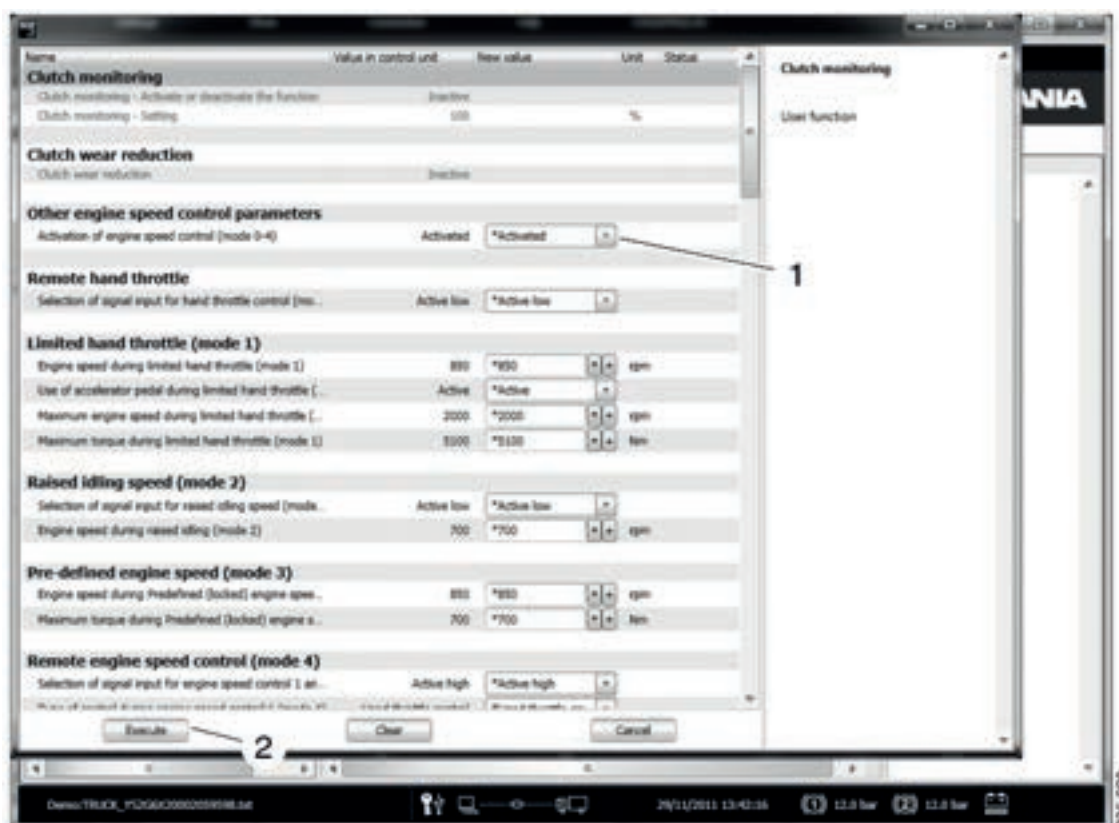 Name Value in control unit New value Unit Status
Clutch monitoring
Clutch monitoring - Activate or deactivate the function Inactive
Clutch monitoring - Setting 100 %
Clutch wear reduction
Clutch wear reduction Inactive
Other engine speed control parameters
Activation of engine speed control (mode 0-4) Activated *Activated
Remote hand throttle
Selection of signal input for hand throttle control (mo... Active low *Active low
Limited hand throttle (mode 1)
Engine speed during limited hand throttle (mode 1) 850 *850 rpm
Use of accelerator pedal during limited hand throttle (... Active *Active
Maximum engine speed during limited hand throttle (... 2000 *2000 rpm
Maximum torque during limited hand throttle (mode 1) 5100 *5100 Nm
Raised idling speed (mode 2)
Selection of signal input for raised idling speed (mode... Active low *Active low
Engine speed during raised idling (mode 2) 700 *700 rpm
Pre-defined engine speed (mode 3)
Engine speed during Predefined (locked) engine spee... 850 *850 rpm
Maximum torque during Predefined (locked) engine s... 700 *700 Nm
Remote engine speed control (mode 4)
Selection of signal input for engine speed control 1 an... Active high *Active high
Execute Clear Cancel
Clutch monitoring
User function
ANIA
1
2
29/11/2011 13:42:16 1 12.0 bar 2 12.0 bar